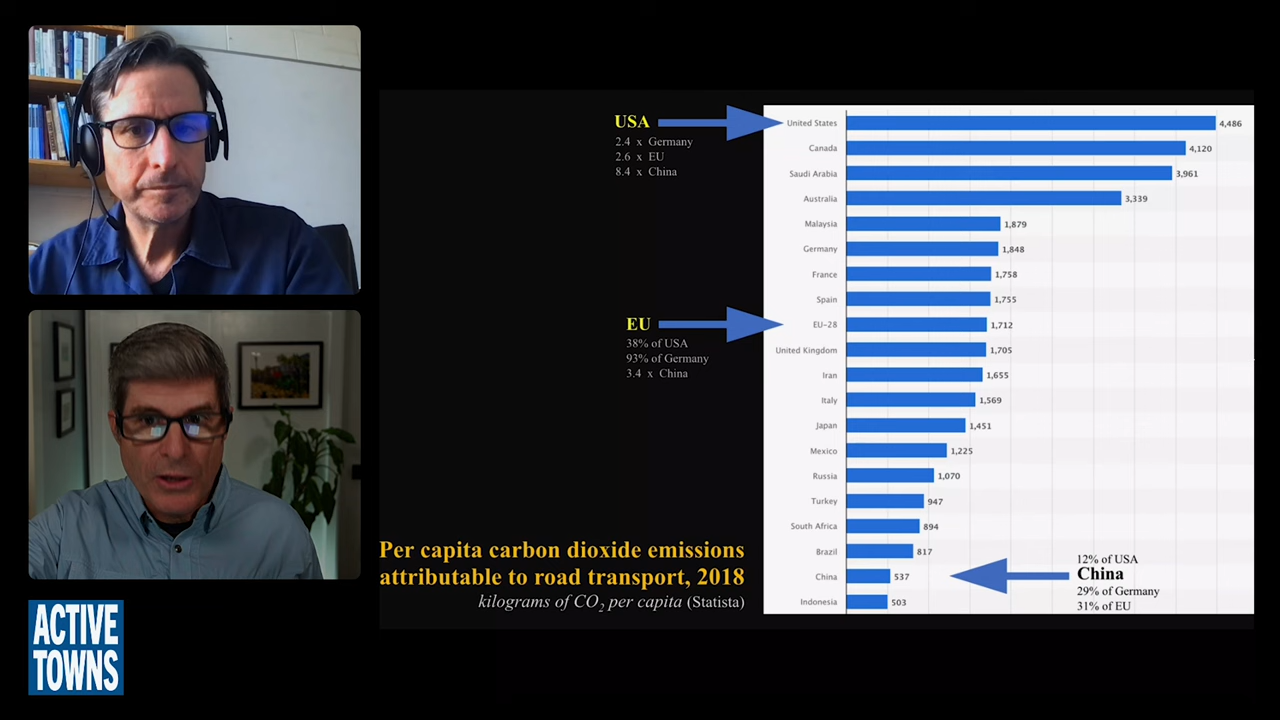 USA
2.4 x Germany
2.6 x EU
8.4 x China
EU
38% of USA
93% of Germany
3.4 x China
Per capita carbon dioxide emissions
attributable to road transport, 2018
kilograms of CO2 per capita (Statista)
United States 4,486
Canada 4,120
Saudi Arabia 3,961
Australia 3,339
Malaysia 1,879
Germany 1,848
France 1,758
Spain 1,755
EU-28 1,712
United Kingdom 1,705
Iran 1,655
Italy 1,569
Japan 1,451
Mexico 1,225
Russia 1,070
Turkey 947
South Africa 894
Brazil 817
China 537
Indonesia 503
12% of USA
China
29% of Germany
31% of EU
ACTIVE
TOWNS